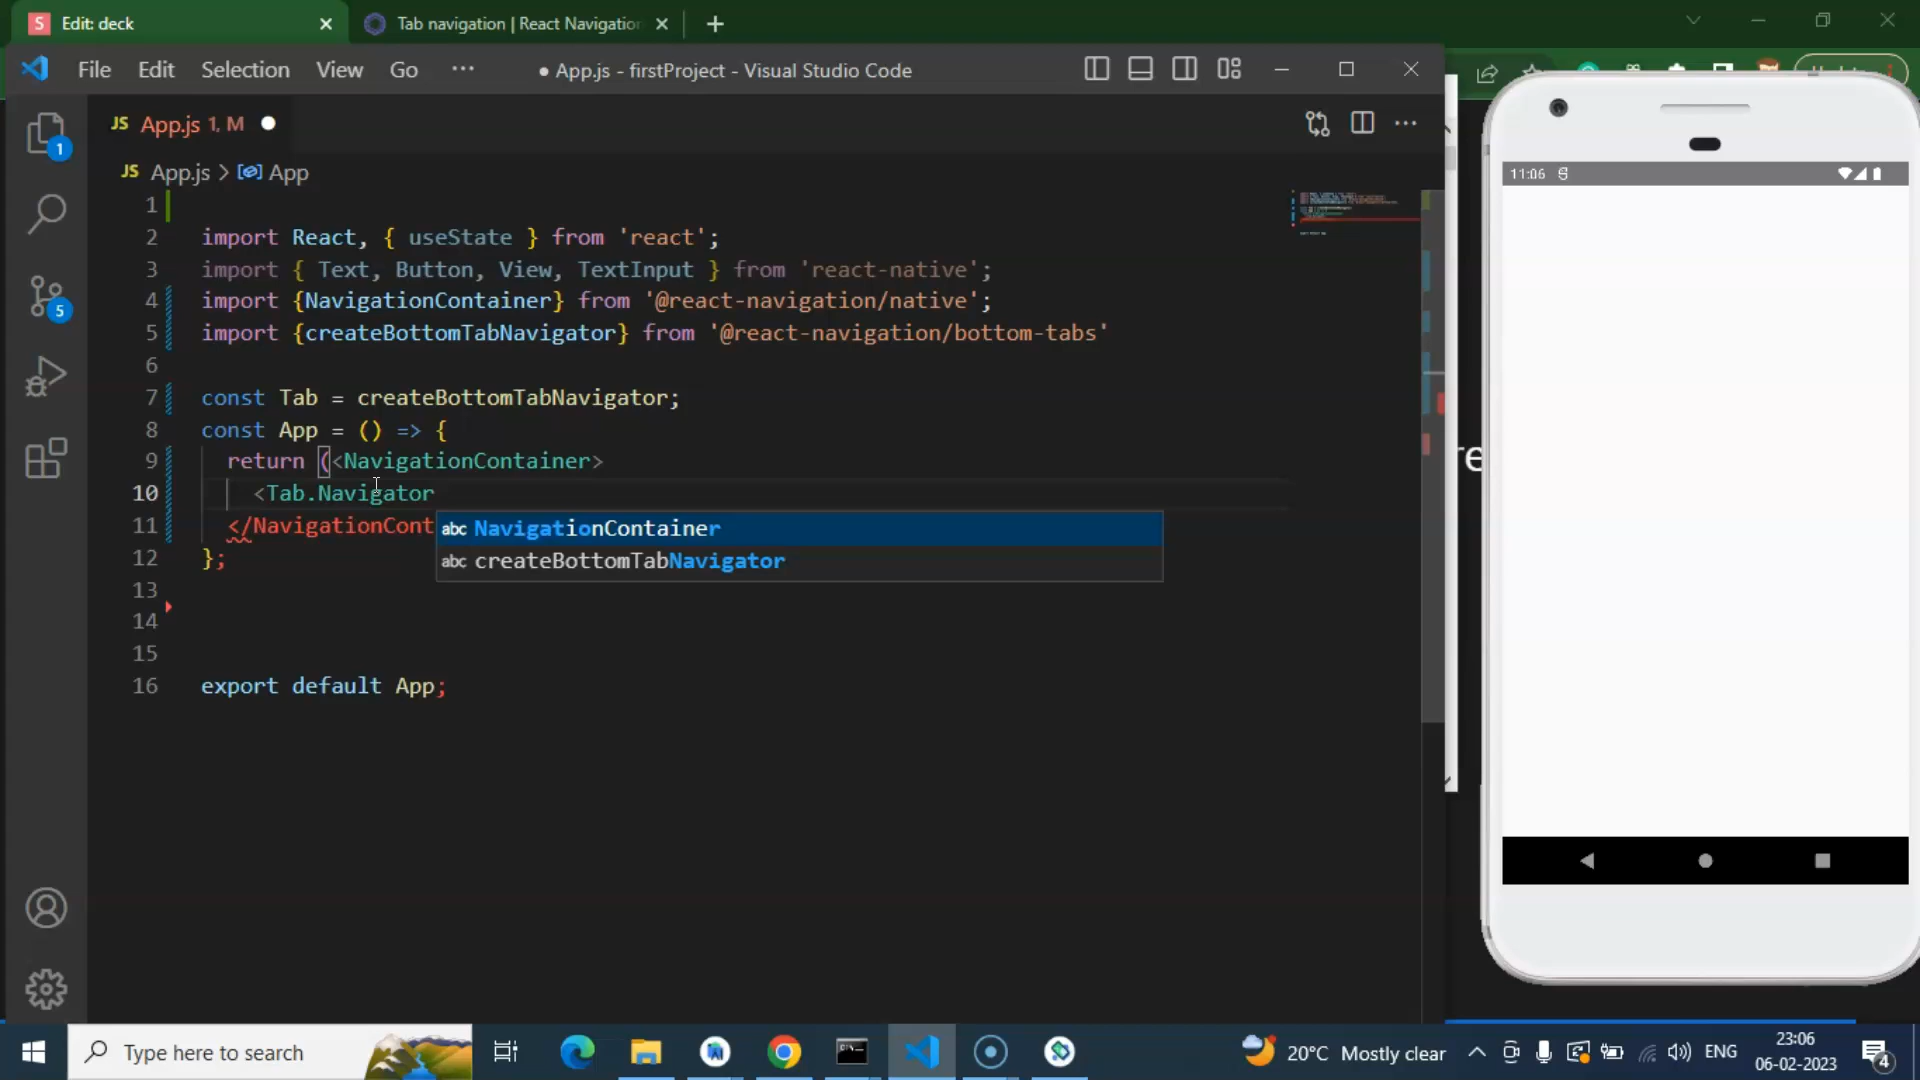 Edit: deck
Tab navigation | React Navigation
File Edit Selection View Go ··· ● App.js - firstProject - Visual Studio Code
JS App.js 1, M
JS App.js > App
1
2 import React, { useState } from 'react';
3 import { Text, Button, View, TextInput } from 'react-native';
4 import {NavigationContainer} from '@react-navigation/native';
5 import {createBottomTabNavigator} from '@react-navigation/bottom-tabs'
6
7 const Tab = createBottomTabNavigator;
8 const App = () => {
9 return (<NavigationContainer>
10 <Tab.Navigator
11 </NavigationCont
abc NavigationContainer
abc createBottomTabNavigator
12 };
13
14
15
16 export default App;
1
5
11:06
re
Type here to search
20°C Mostly clear
ENG
23:06
06-02-2023
4